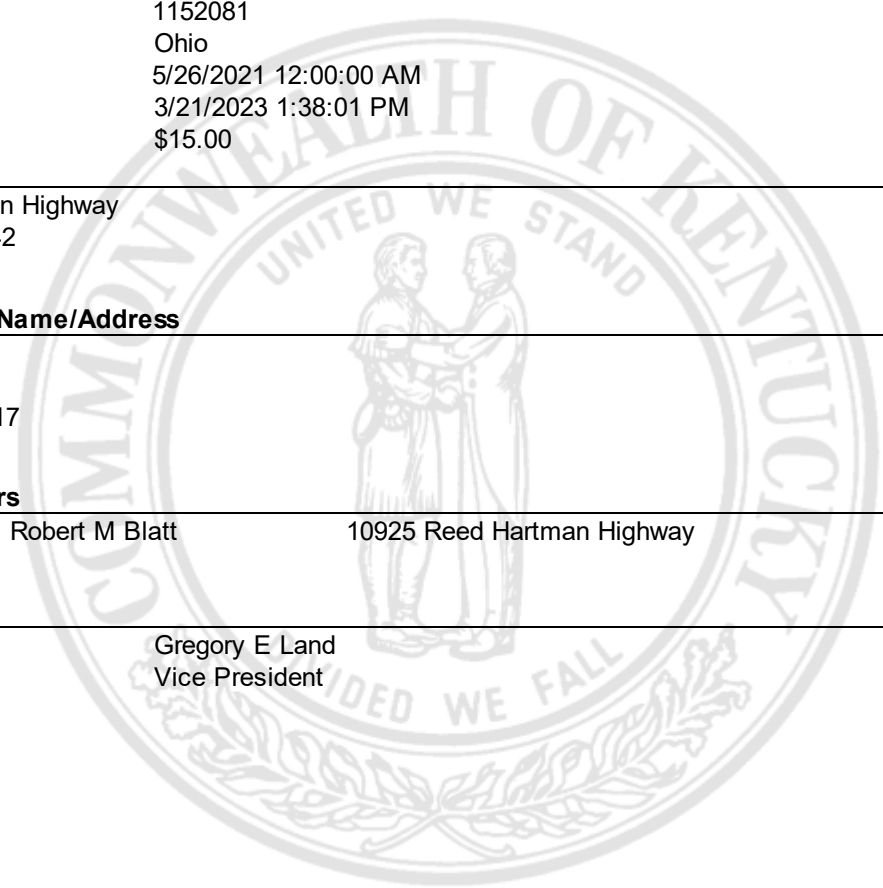 1152081
Ohio
5/26/2021 12:00:00 AM
3/21/2023 1:38:01 PM
$15.00
n Highway
2
Name/Address
17
rs
Robert M Blatt 10925 Reed Hartman Highway
Gregory E Land
Vice President
COMMONWEALTH OF KENTUCKY
UNITED WE STAND
DIVIDED WE FALL